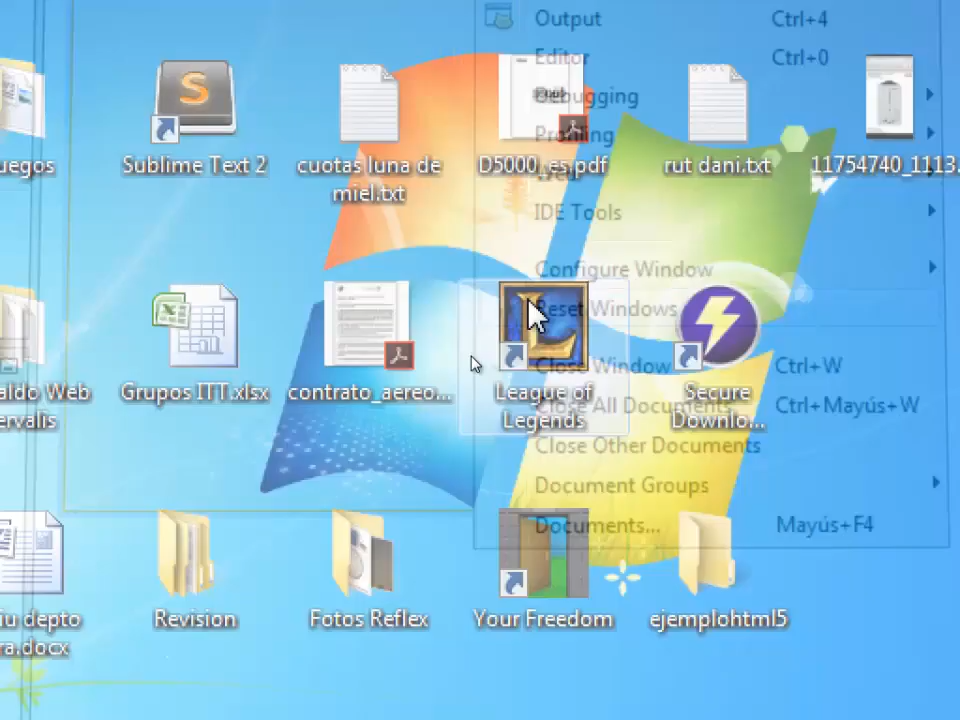 Output Ctrl+4
Editor Ctrl+0
Debugging
Profiling
IDE Tools
Configure Window
Reset Windows
Close Window Ctrl+W
Close All Documents Ctrl+Mayús+W
Close Other Documents
Document Groups
Documents... Mayús+F4
uegos
Sublime Text 2
cuotas luna de
miel.txt
D5000_es.pdf
rut dani.txt
11754740_1113.
aldo Web
ervalis
Grupos ITT.xlsx
contrato_aereo...
League of
Legends
Secure
Downlo...
iu depto
ra.docx
Revision
Fotos Reflex
Your Freedom
ejemplohtml5